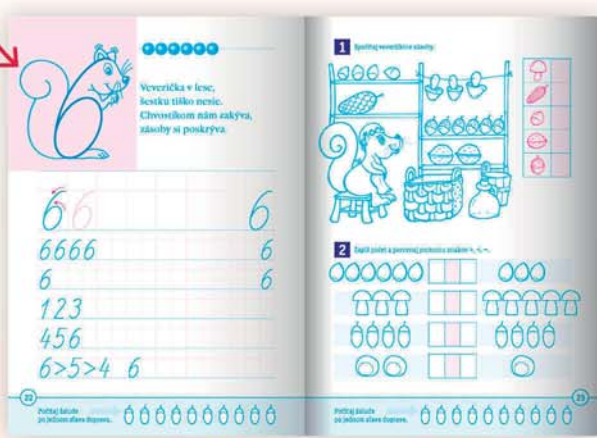 Veverička v lese,
šestku tíško nesie.
Chvostíkom nám zakýva,
zásoby si poskrýva.
6 6 6
6666 6
6 6
123
456
6>5>4 6
22
Počítaj žalude
po jednom zľava doprava.
1 Spočítaj veveričkine zásoby.
2 Zapíš počet a porovnaj pomocou znakov >, <, =.
Počítaj žalude
po jednom zľava doprava.
23